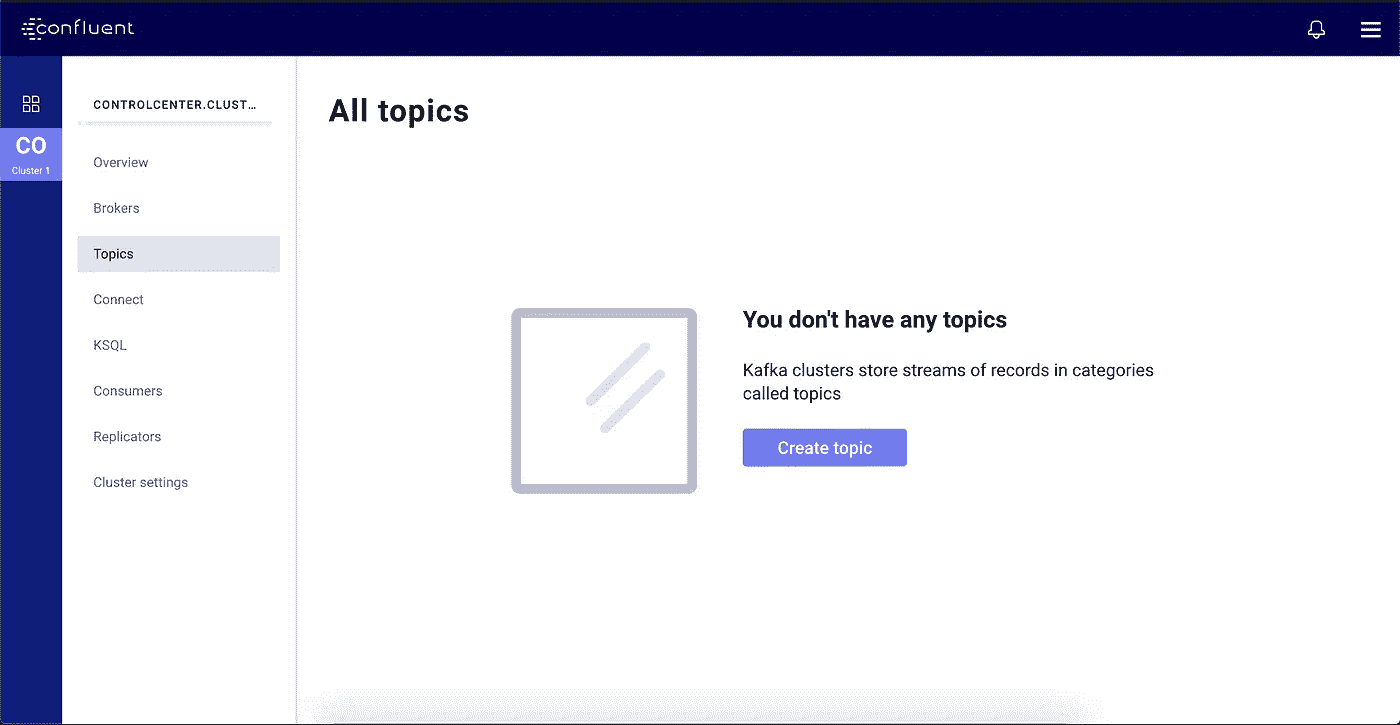 confluent
CO
Cluster 1
CONTROLCENTER.CLUST...
Overview
Brokers
Topics
Connect
KSQL
Consumers
Replicators
Cluster settings
All topics
You don't have any topics
Kafka clusters store streams of records in categories
called topics
Create topic